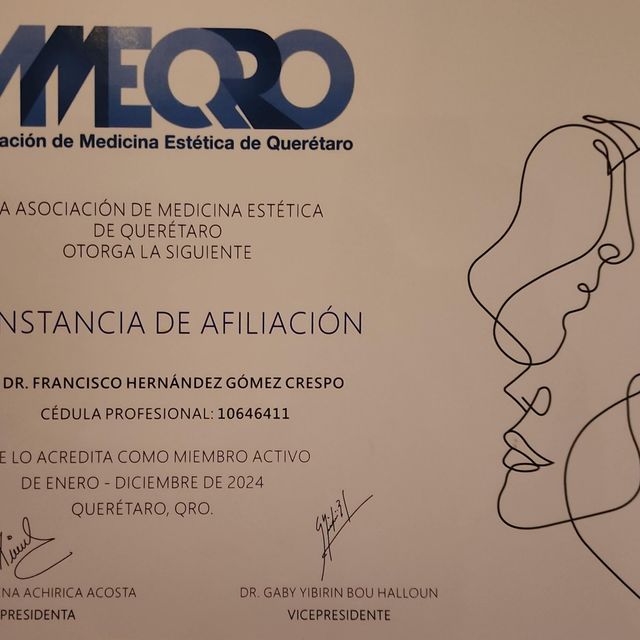 MMEQRO
ación de Medicina Estética de Querétaro
A ASOCIACIÓN DE MEDICINA ESTÉTICA
DE QUERÉTARO
OTORGA LA SIGUIENTE
NSTANCIA DE AFILIACIÓN
DR. FRANCISCO HERNÁNDEZ GÓMEZ CRESPO
CÉDULA PROFESIONAL: 10646411
E LO ACREDITA COMO MIEMBRO ACTIVO
DE ENERO - DICIEMBRE DE 2024
QUERÉTARO, QRO.
ENA ACHIRICA ACOSTA
PRESIDENTA
DR. GABY YIBIRIN BOU HALLOUN
VICEPRESIDENTE